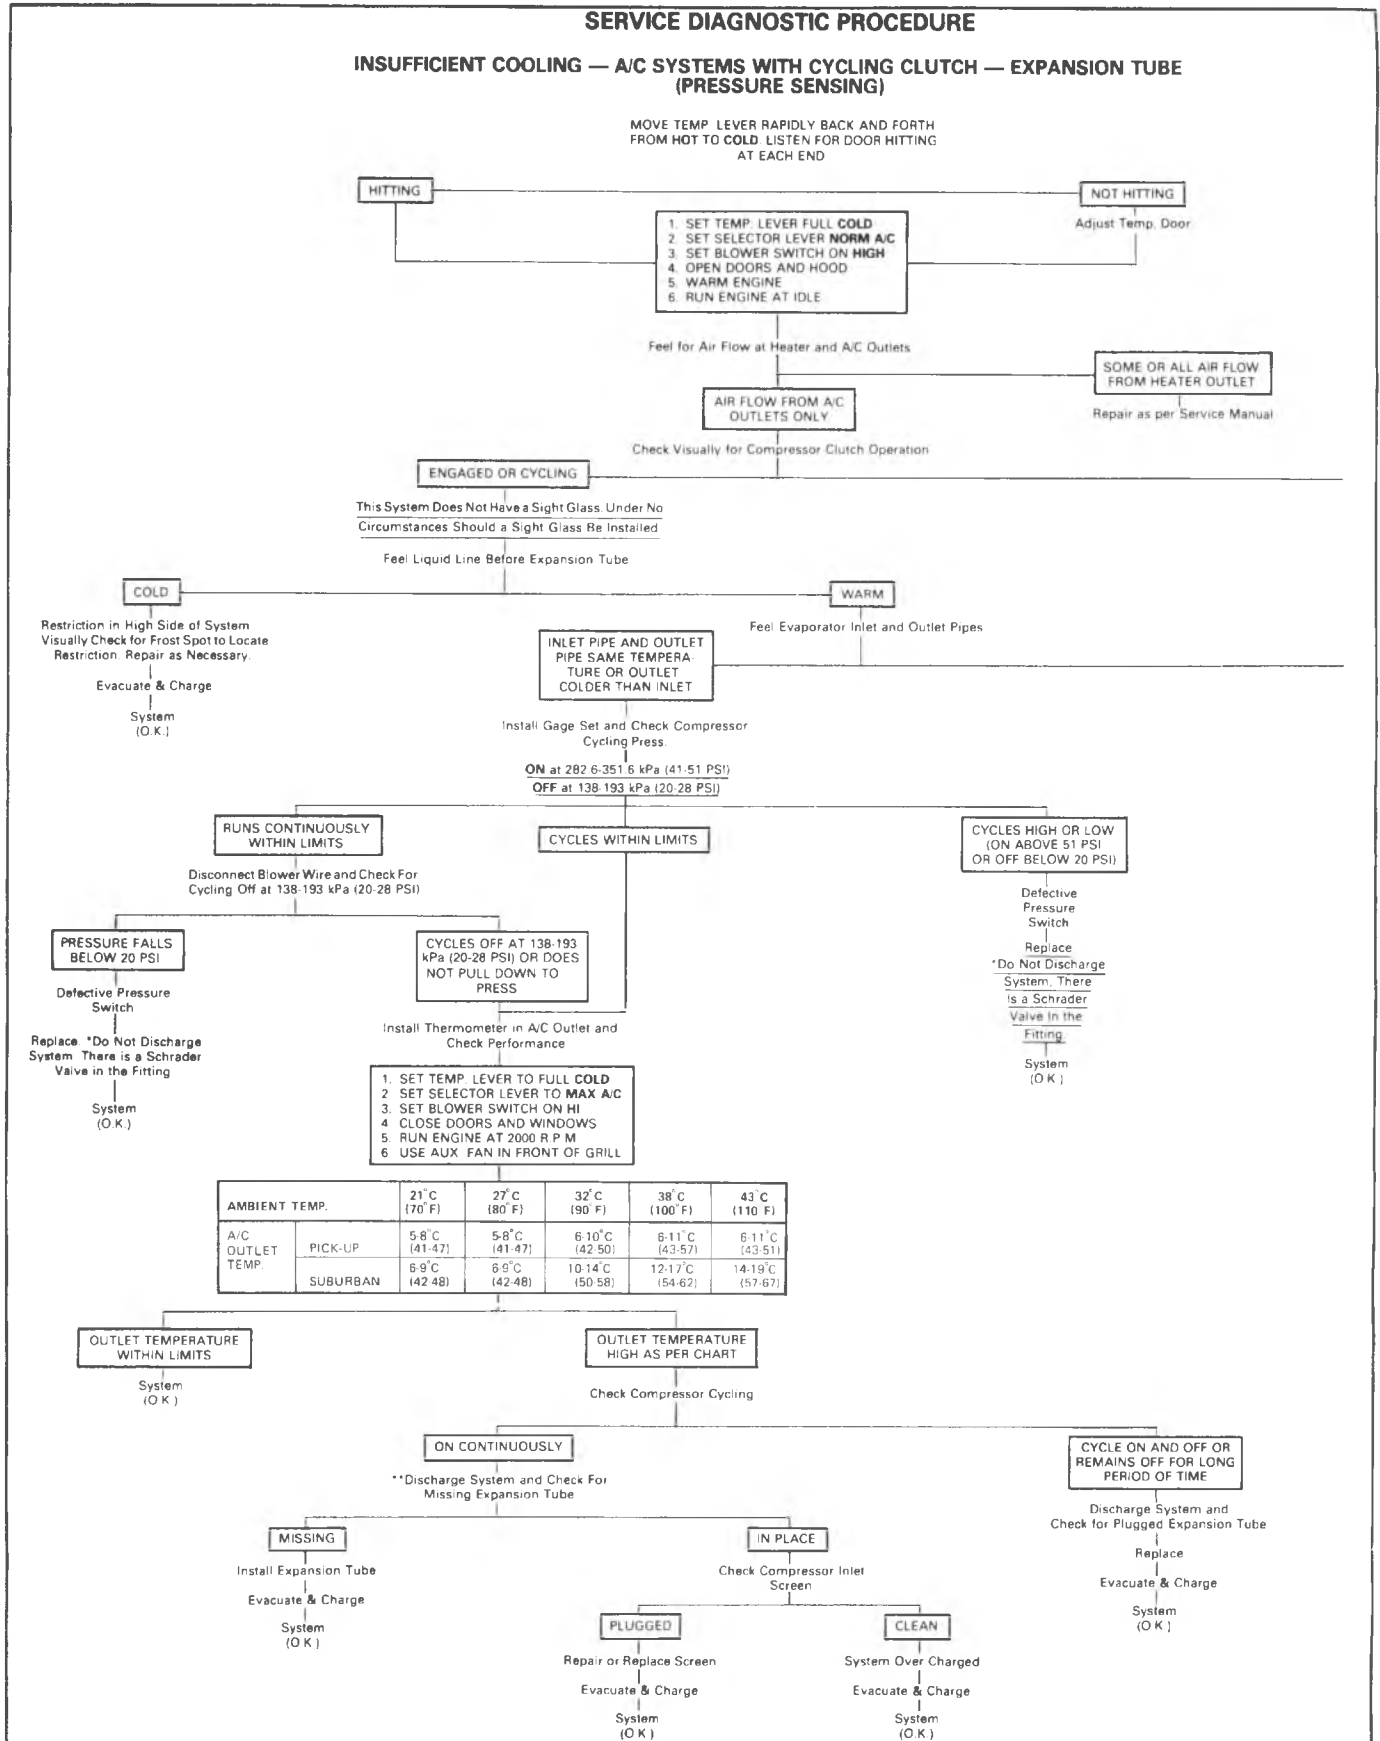 SERVICE DIAGNOSTIC PROCEDURE
INSUFFICIENT COOLING — A/C SYSTEMS WITH CYCLING CLUTCH — EXPANSION TUBE
(PRESSURE SENSING)
MOVE TEMP. LEVER RAPIDLY BACK AND FORTH
FROM HOT TO COLD. LISTEN FOR DOOR HITTING
AT EACH END
HITTING
NOT HITTING
Adjust Temp. Door
1. SET TEMP. LEVER FULL COLD
2. SET SELECTOR LEVER NORM A/C
3. SET BLOWER SWITCH ON HIGH
4. OPEN DOORS AND HOOD
5. WARM ENGINE
6. RUN ENGINE AT IDLE
Feel for Air Flow at Heater and A/C Outlets
SOME OR ALL AIR FLOW
FROM HEATER OUTLET
Repair as per Service Manual
AIR FLOW FROM A/C
OUTLETS ONLY
Check Visually for Compressor Clutch Operation
ENGAGED OR CYCLING
This System Does Not Have a Sight Glass. Under No
Circumstances Should a Sight Glass Be Installed
Feel Liquid Line Before Expansion Tube
COLD
WARM
Restriction in High Side of System
Visually Check for Frost Spot to Locate
Restriction. Repair as Necessary.
Evacuate & Charge
System
(O.K.)
Feel Evaporator Inlet and Outlet Pipes
INLET PIPE AND OUTLET
PIPE SAME TEMPERA-
TURE OR OUTLET
COLDER THAN INLET
Install Gage Set and Check Compressor
Cycling Press.
ON at 282.6-351.6 kPa (41-51 PSI)
OFF at 138-193 kPa (20-28 PSI)
RUNS CONTINUOUSLY
WITHIN LIMITS
CYCLES WITHIN LIMITS
CYCLES HIGH OR LOW
(ON ABOVE 51 PSI
OR OFF BELOW 20 PSI)
Disconnect Blower Wire and Check For
Cycling Off at 138-193 kPa (20-28 PSI)
Defective
Pressure
Switch
Replace
*Do Not Discharge
System, There
Is a Schrader
Valve In the
Fitting.
System
(O.K.)
PRESSURE FALLS
BELOW 20 PSI
Defective Pressure
Switch
Replace. *Do Not Discharge
System. There is a Schrader
Valve in the Fitting
System
(O.K.)
CYCLES OFF AT 138-193
kPa (20-28 PSI) OR DOES
NOT PULL DOWN TO
PRESS
Install Thermometer in A/C Outlet and
Check Performance
1. SET TEMP. LEVER TO FULL COLD
2 SET SELECTOR LEVER TO MAX A/C
3. SET BLOWER SWITCH ON HI
4 CLOSE DOORS AND WINDOWS
5. RUN ENGINE AT 2000 R P M
6 USE AUX. FAN IN FRONT OF GRILL
AMBIENT TEMP. 21°C 27°C 32°C 38°C 43°C
(70°F) (80°F) (90°F) (100°F) (110 F)
A/C OUTLET TEMP. PICK-UP 5-8°C 5-8°C 6-10°C 6-11°C 6-11°C
(41-47) (41-47) (42-50) (43-57) (43-51)
SUBURBAN 6-9°C 6-9°C 10-14°C 12-17°C 14-19°C
(42-48) (42-48) (50-58) (54-62) (57-67)
OUTLET TEMPERATURE
WITHIN LIMITS
System
(O.K.)
OUTLET TEMPERATURE
HIGH AS PER CHART
Check Compressor Cycling
ON CONTINUOUSLY
**Discharge System and Check For
Missing Expansion Tube
CYCLE ON AND OFF OR
REMAINS OFF FOR LONG
PERIOD OF TIME
Discharge System and
Check for Plugged Expansion Tube
Replace
Evacuate & Charge
System
(O.K.)
MISSING
Install Expansion Tube
Evacuate & Charge
System
(O.K.)
IN PLACE
Check Compressor Inlet
Screen
PLUGGED
Repair or Replace Screen
Evacuate & Charge
System
(O.K.)
CLEAN
System Over Charged
Evacuate & Charge
System
(O.K.)